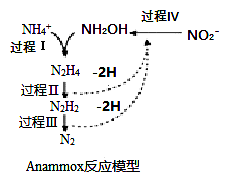 过程Ⅳ
NH₄⁺ NH2OH NO₂⁻
过程Ⅰ
N₂H₄ -2H
过程Ⅱ
N₂H₂ -2H
过程Ⅲ
N₂
Anammox反应模型